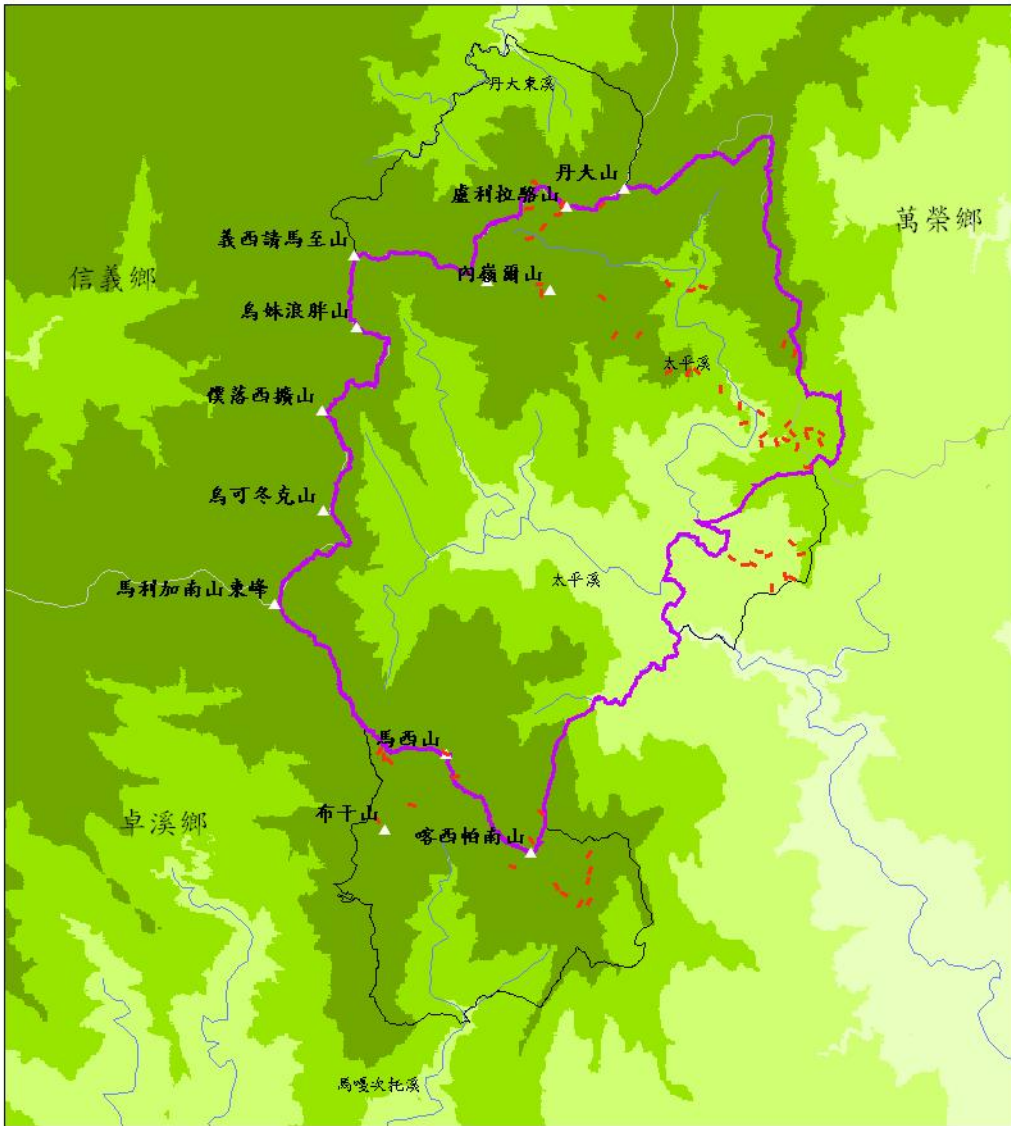 丹大東溪
丹大山
盧利拉駱山
萬榮鄉
義西請馬至山
信義鄉
內嶺爾山
烏妹浪胖山
太平溪
僕落西擴山
烏可冬克山
太平溪
馬利加南山東峰
馬西山
布干山
卓溪鄉
喀西帕南山
馬嘎次托溪